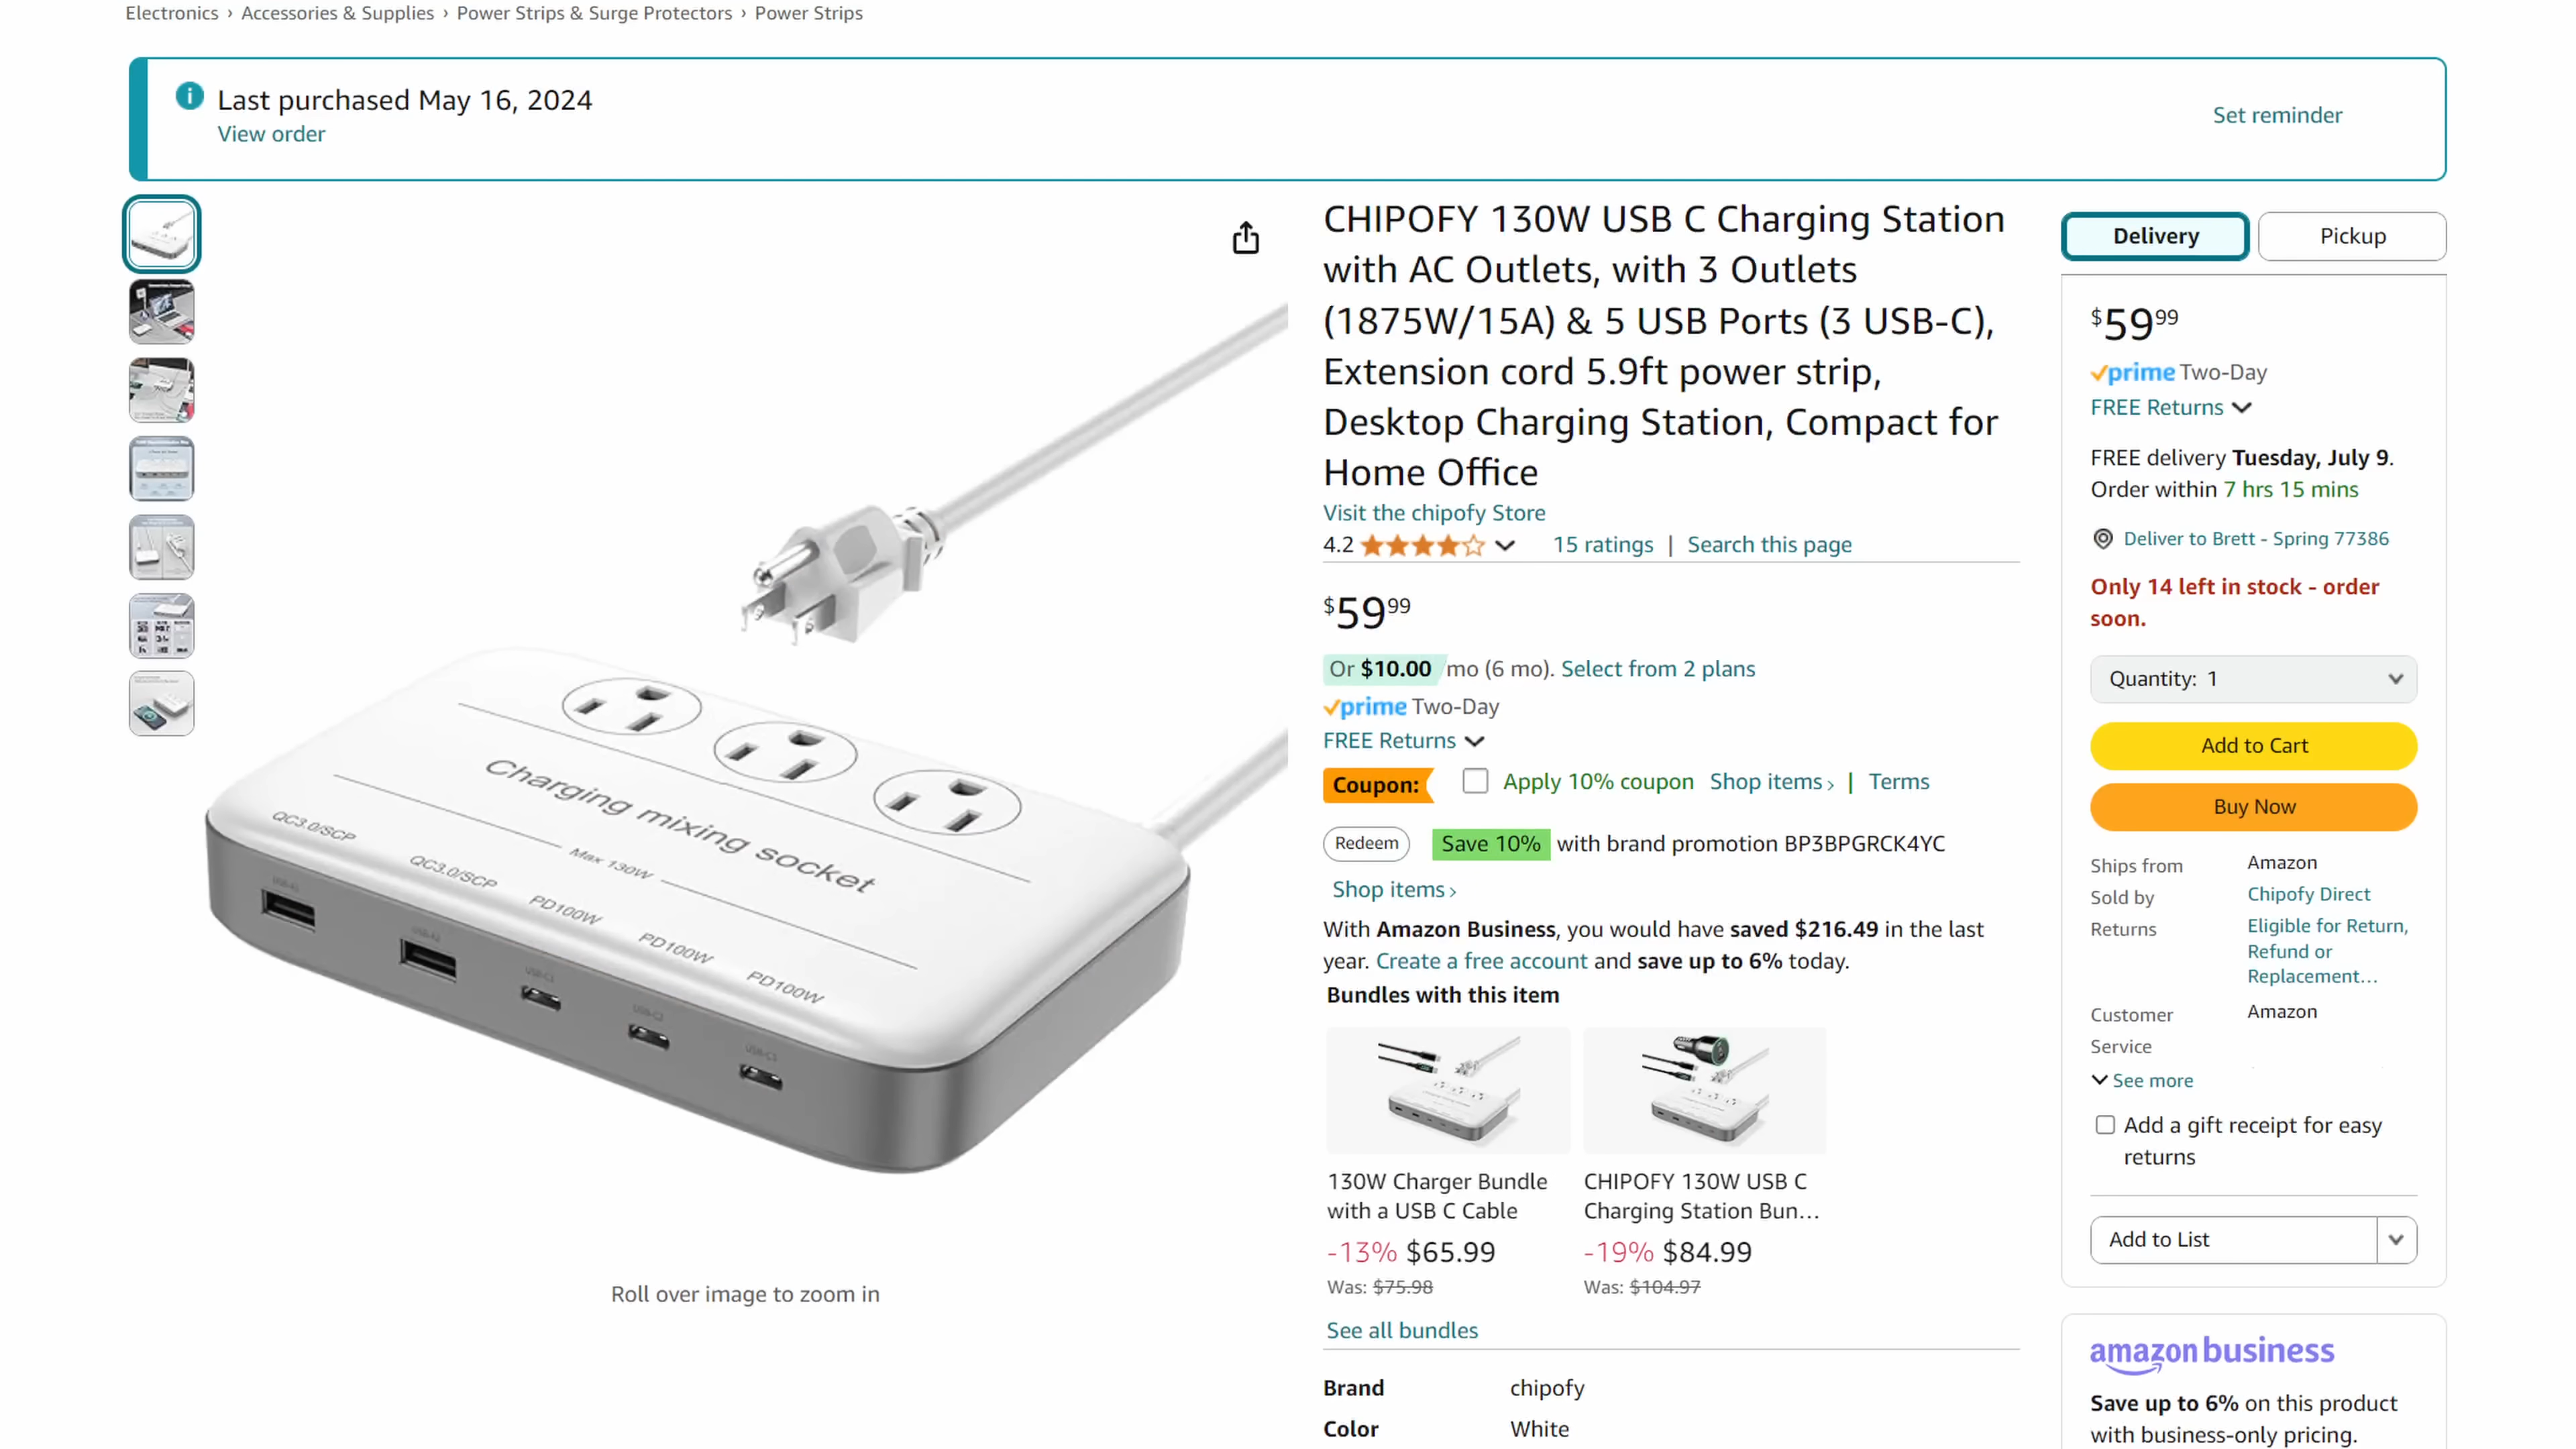 Electronics › Accessories & Supplies › Power Strips & Surge Protectors › Power Strips
Last purchased May 16, 2024
View order
Set reminder
QC3.0/SCP
QC3.0/SCP
PD100W
PD100W
PD100W
Charging mixing socket
Max 130W
Roll over image to zoom in
CHIPOFY 130W USB C Charging Station
with AC Outlets, with 3 Outlets
(1875W/15A) & 5 USB Ports (3 USB-C),
Extension cord 5.9ft power strip,
Desktop Charging Station, Compact for
Home Office
Visit the chipofy Store
4.2
15 ratings | Search this page
$59.99
Or $10.00 /mo (6 mo). Select from 2 plans
prime Two-Day
FREE Returns
Coupon: Apply 10% coupon Shop items › | Terms
Redeem Save 10% with brand promotion BP3BPGRCK4YC
Shop items ›
With Amazon Business, you would have saved $216.49 in the last
year. Create a free account and save up to 6% today.
Bundles with this item
130W Charger Bundle
with a USB C Cable
-13% $65.99
Was: $75.98
CHIPOFY 130W USB C
Charging Station Bun…
-19% $84.99
Was: $104.97
See all bundles
Brand chipofy
Color White
Delivery
Pickup
$59.99
prime Two-Day
FREE Returns
FREE delivery Tuesday, July 9.
Order within 7 hrs 15 mins
Deliver to Brett - Spring 77386
Only 14 left in stock - order
soon.
Quantity: 1
Add to Cart
Buy Now
Ships from Amazon
Sold by Chipofy Direct
Returns Eligible for Return,
Refund or
Replacement…
Customer Amazon
Service
See more
Add a gift receipt for easy
returns
Add to List
amazon business
Save up to 6% on this product
with business-only pricing.